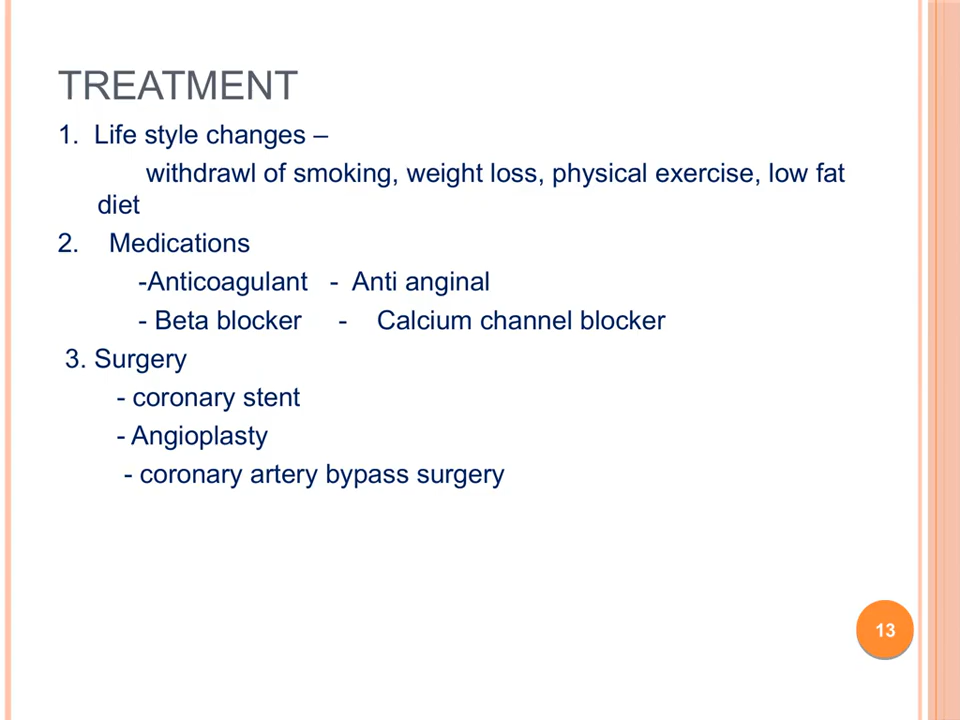 TREATMENT
1. Life style changes –
withdrawl of smoking, weight loss, physical exercise, low fat
diet
2. Medications
-Anticoagulant - Anti anginal
- Beta blocker - Calcium channel blocker
3. Surgery
- coronary stent
- Angioplasty
- coronary artery bypass surgery
13